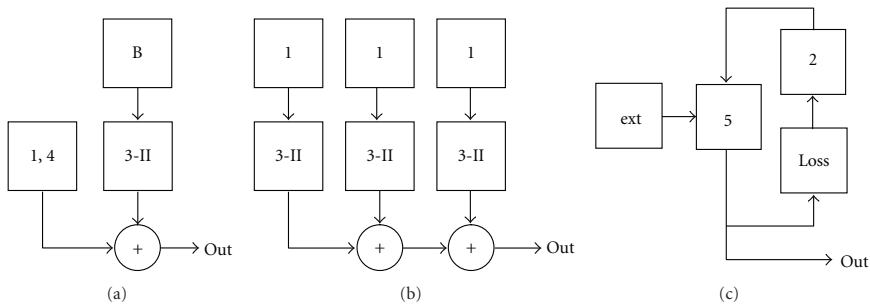 B
1, 4
3-II
+
Out
(a)
1
1
1
3-II
3-II
3-II
+
+
Out
(b)
2
ext
5
Loss
Out
(c)